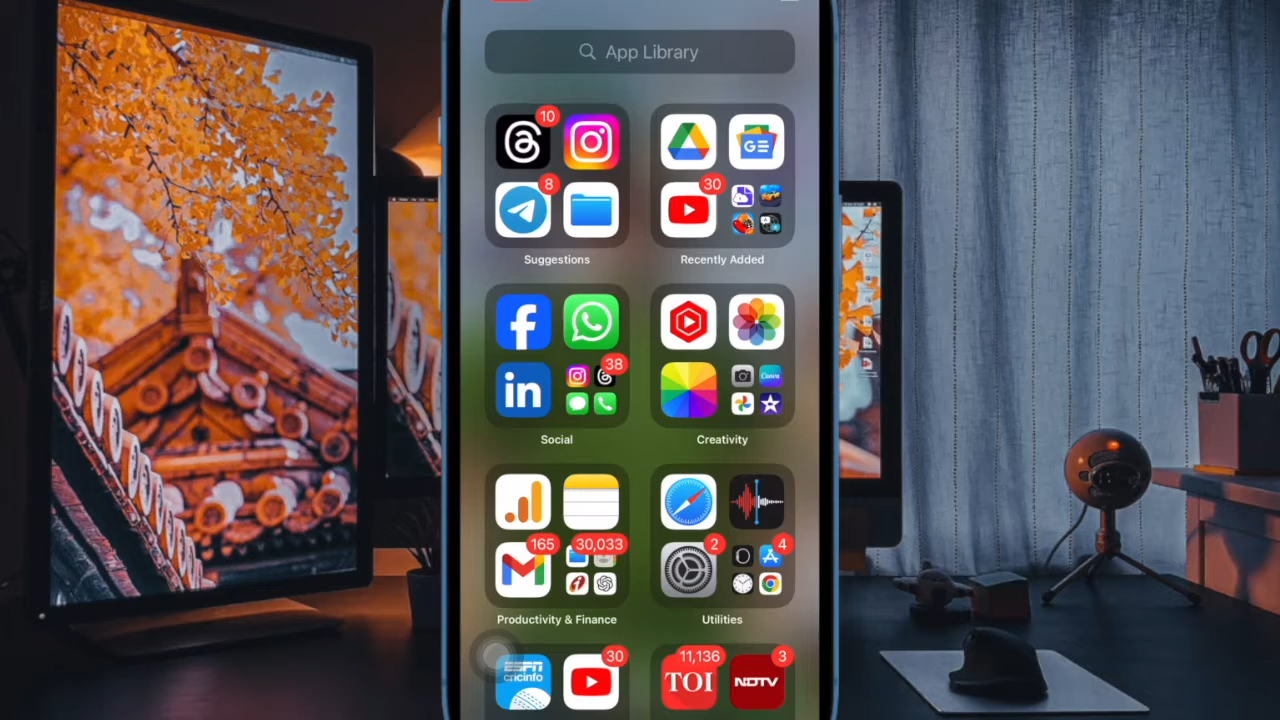 App Library
10
8
30
GE
Suggestions
Recently Added
38
in
Canva
Social
Creativity
165
30,033
2
4
Productivity & Finance
Utilities
30
11,136
3
ESPN
cricinfo
TOI
NDTV